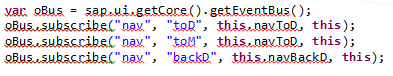 var oBus = sap.ui.getCore().getEventBus();
oBus.subscribe("nav", "toD", this.navToD, this);
oBus.subscribe("nav", "toM", this.navToD, this);
oBus.subscribe("nav", "backD", this.navBackD, this);